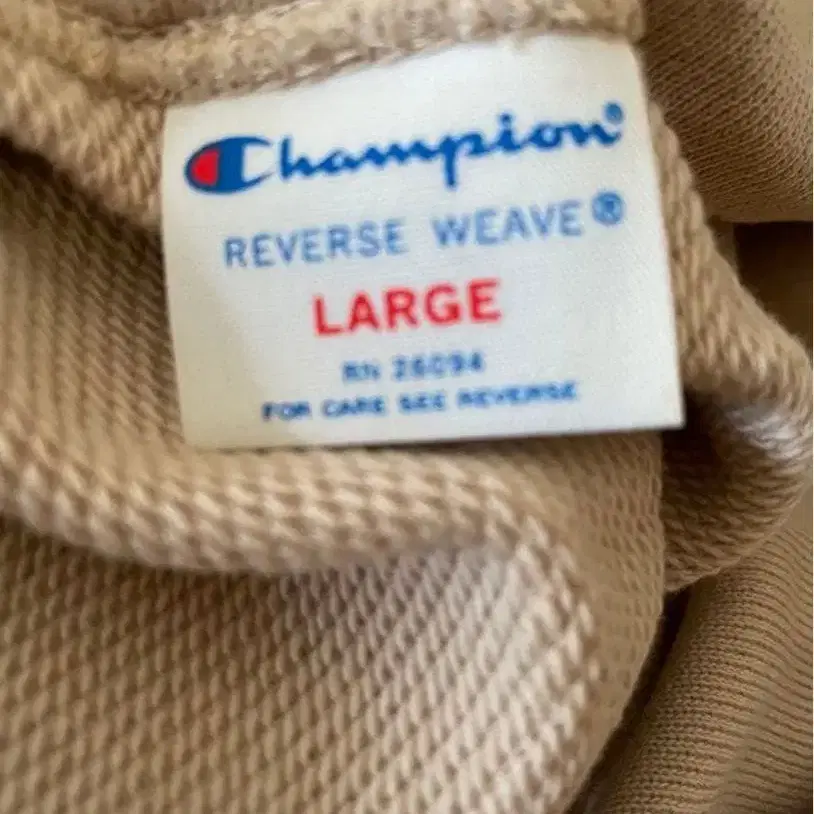 Champion®
REVERSE WEAVE®
LARGE
RN 26094
FOR CARE SEE REVERSE